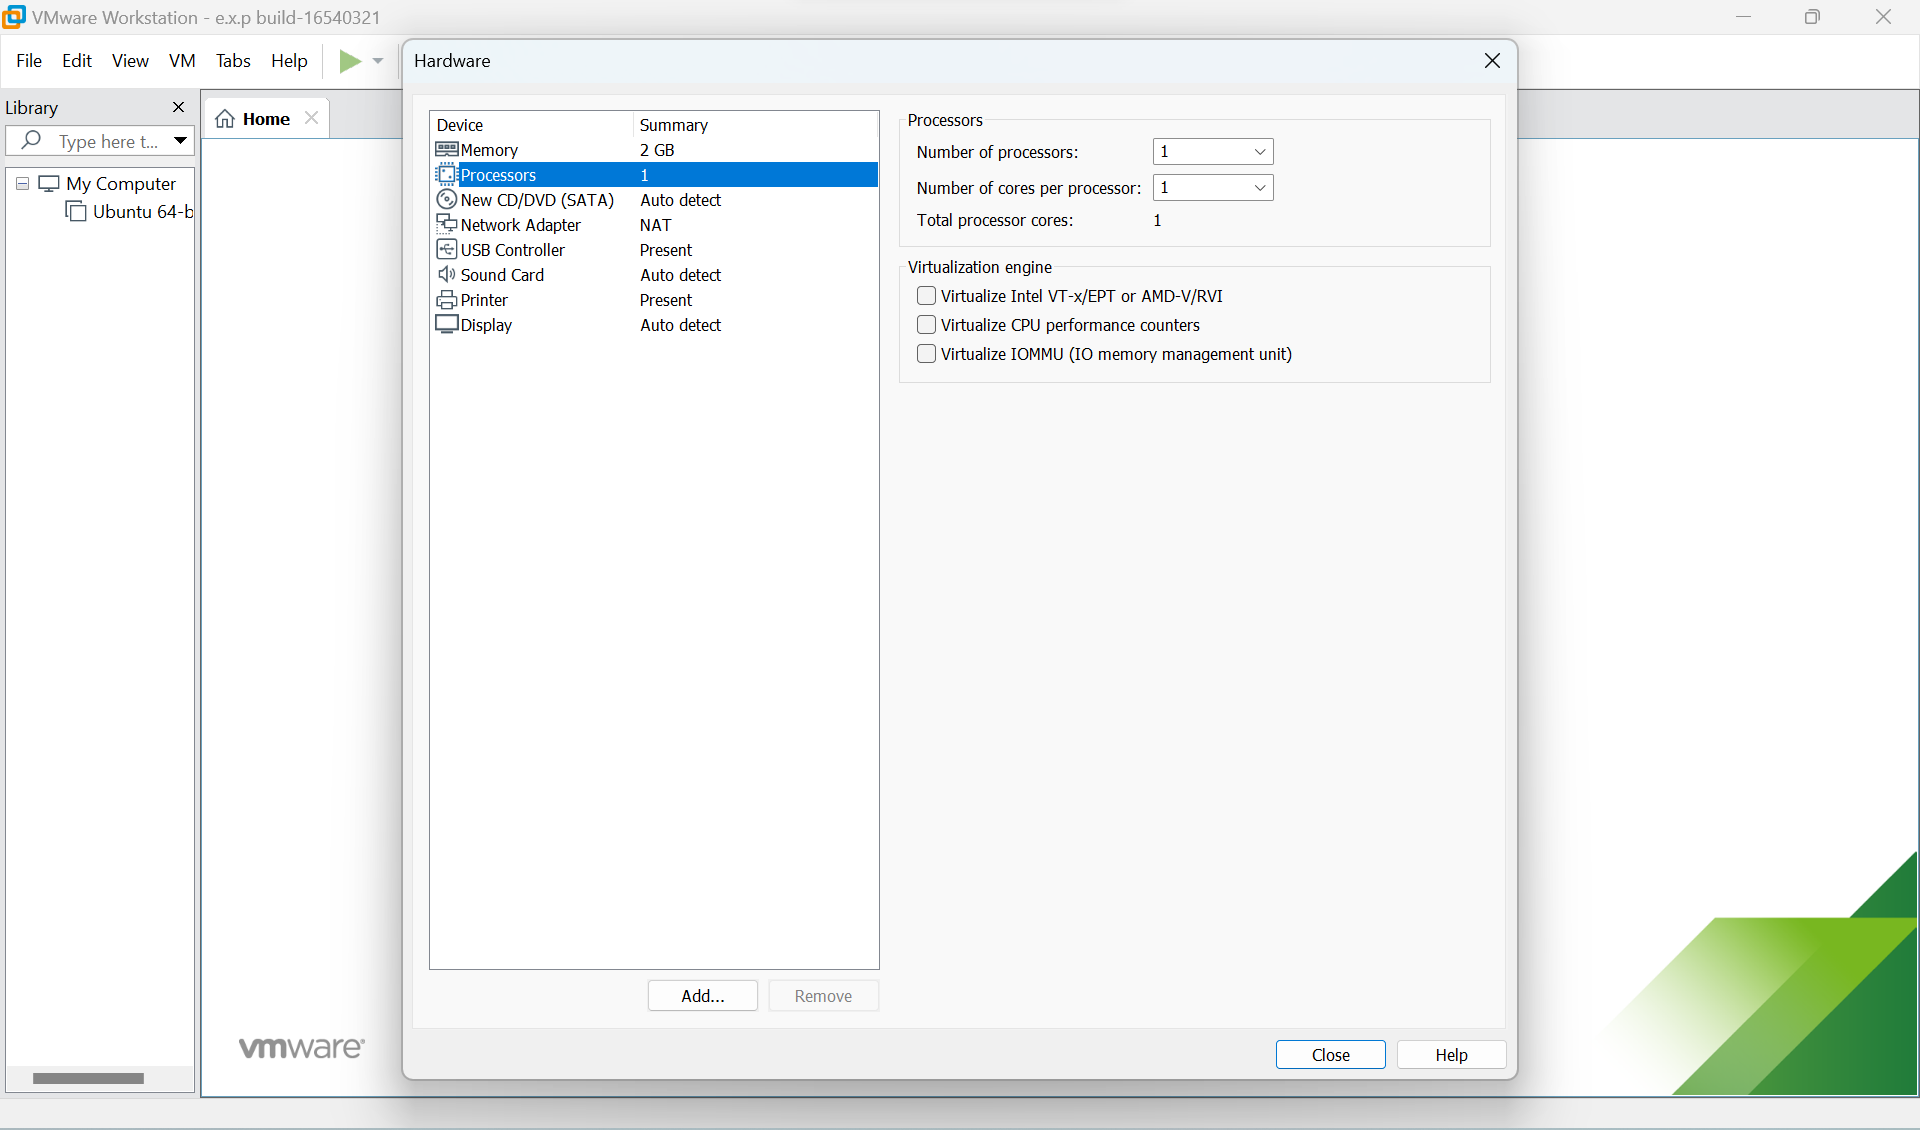 VMware Workstation - e.x.p build-16540321
File Edit View VM Tabs Help
Library
Type here t...
My Computer
Ubuntu 64-b
Home
Hardware
Device Summary
Memory 2 GB
Processors 1
New CD/DVD (SATA) Auto detect
Network Adapter NAT
USB Controller Present
Sound Card Auto detect
Printer Present
Display Auto detect
Add... Remove
Processors
Number of processors: 1
Number of cores per processor: 1
Total processor cores: 1
Virtualization engine
Virtualize Intel VT-x/EPT or AMD-V/RVI
Virtualize CPU performance counters
Virtualize IOMMU (IO memory management unit)
Close Help
vmware®